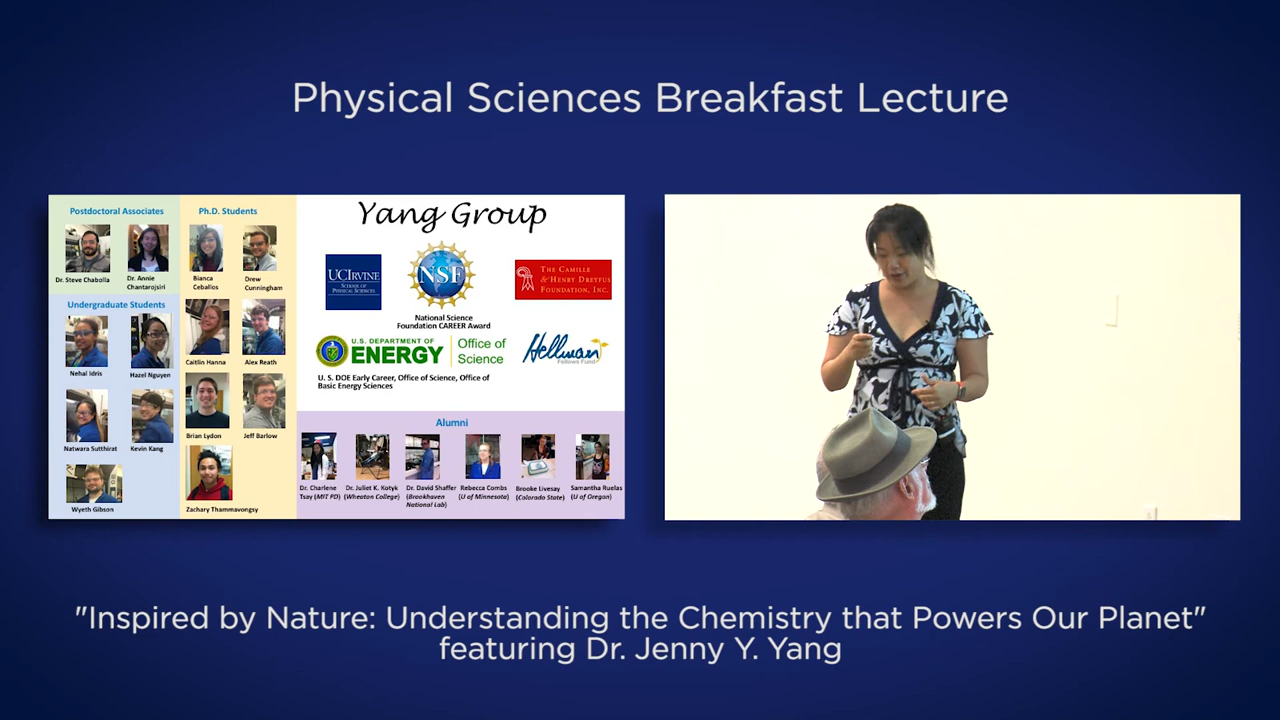 Physical Sciences Breakfast Lecture
Postdoctoral Associates
Dr. Steve Chabolla
Dr. Annie
Chantarojsiri
Undergraduate Students
Nehal Idris
Hazel Nguyen
Natwara Sutthirat
Kevin Kang
Wyeth Gibson
Ph.D. Students
Bianca
Ceballos
Drew
Cunningham
Caitlin Hanna
Alex Reath
Brian Lydon
Jeff Barlow
Zachary Thammavongsy
Yang Group
UCIRVINE
SCHOOL OF
PHYSICAL SCIENCES
NSF
National Science
Foundation CAREER Award
THE CAMILLE
& HENRY DREYFUS
FOUNDATION, INC.
U.S. DEPARTMENT OF
ENERGY
Office of
Science
Hellman
Fellows Fund
U. S. DOE Early Career, Office of Science, Office of
Basic Energy Sciences
Alumni
Dr. Charlene
Tsay (MIT PD)
Dr. Juliet K. Kotyk
(Wheaton College)
Dr. David Shaffer
(Brookhaven
National Lab)
Rebecca Combs
(U of Minnesota)
Brooke Livesay
(Colorado State)
Samantha Ruelas
(U of Oregon)
"Inspired by Nature: Understanding the Chemistry that Powers Our Planet"
featuring Dr. Jenny Y. Yang